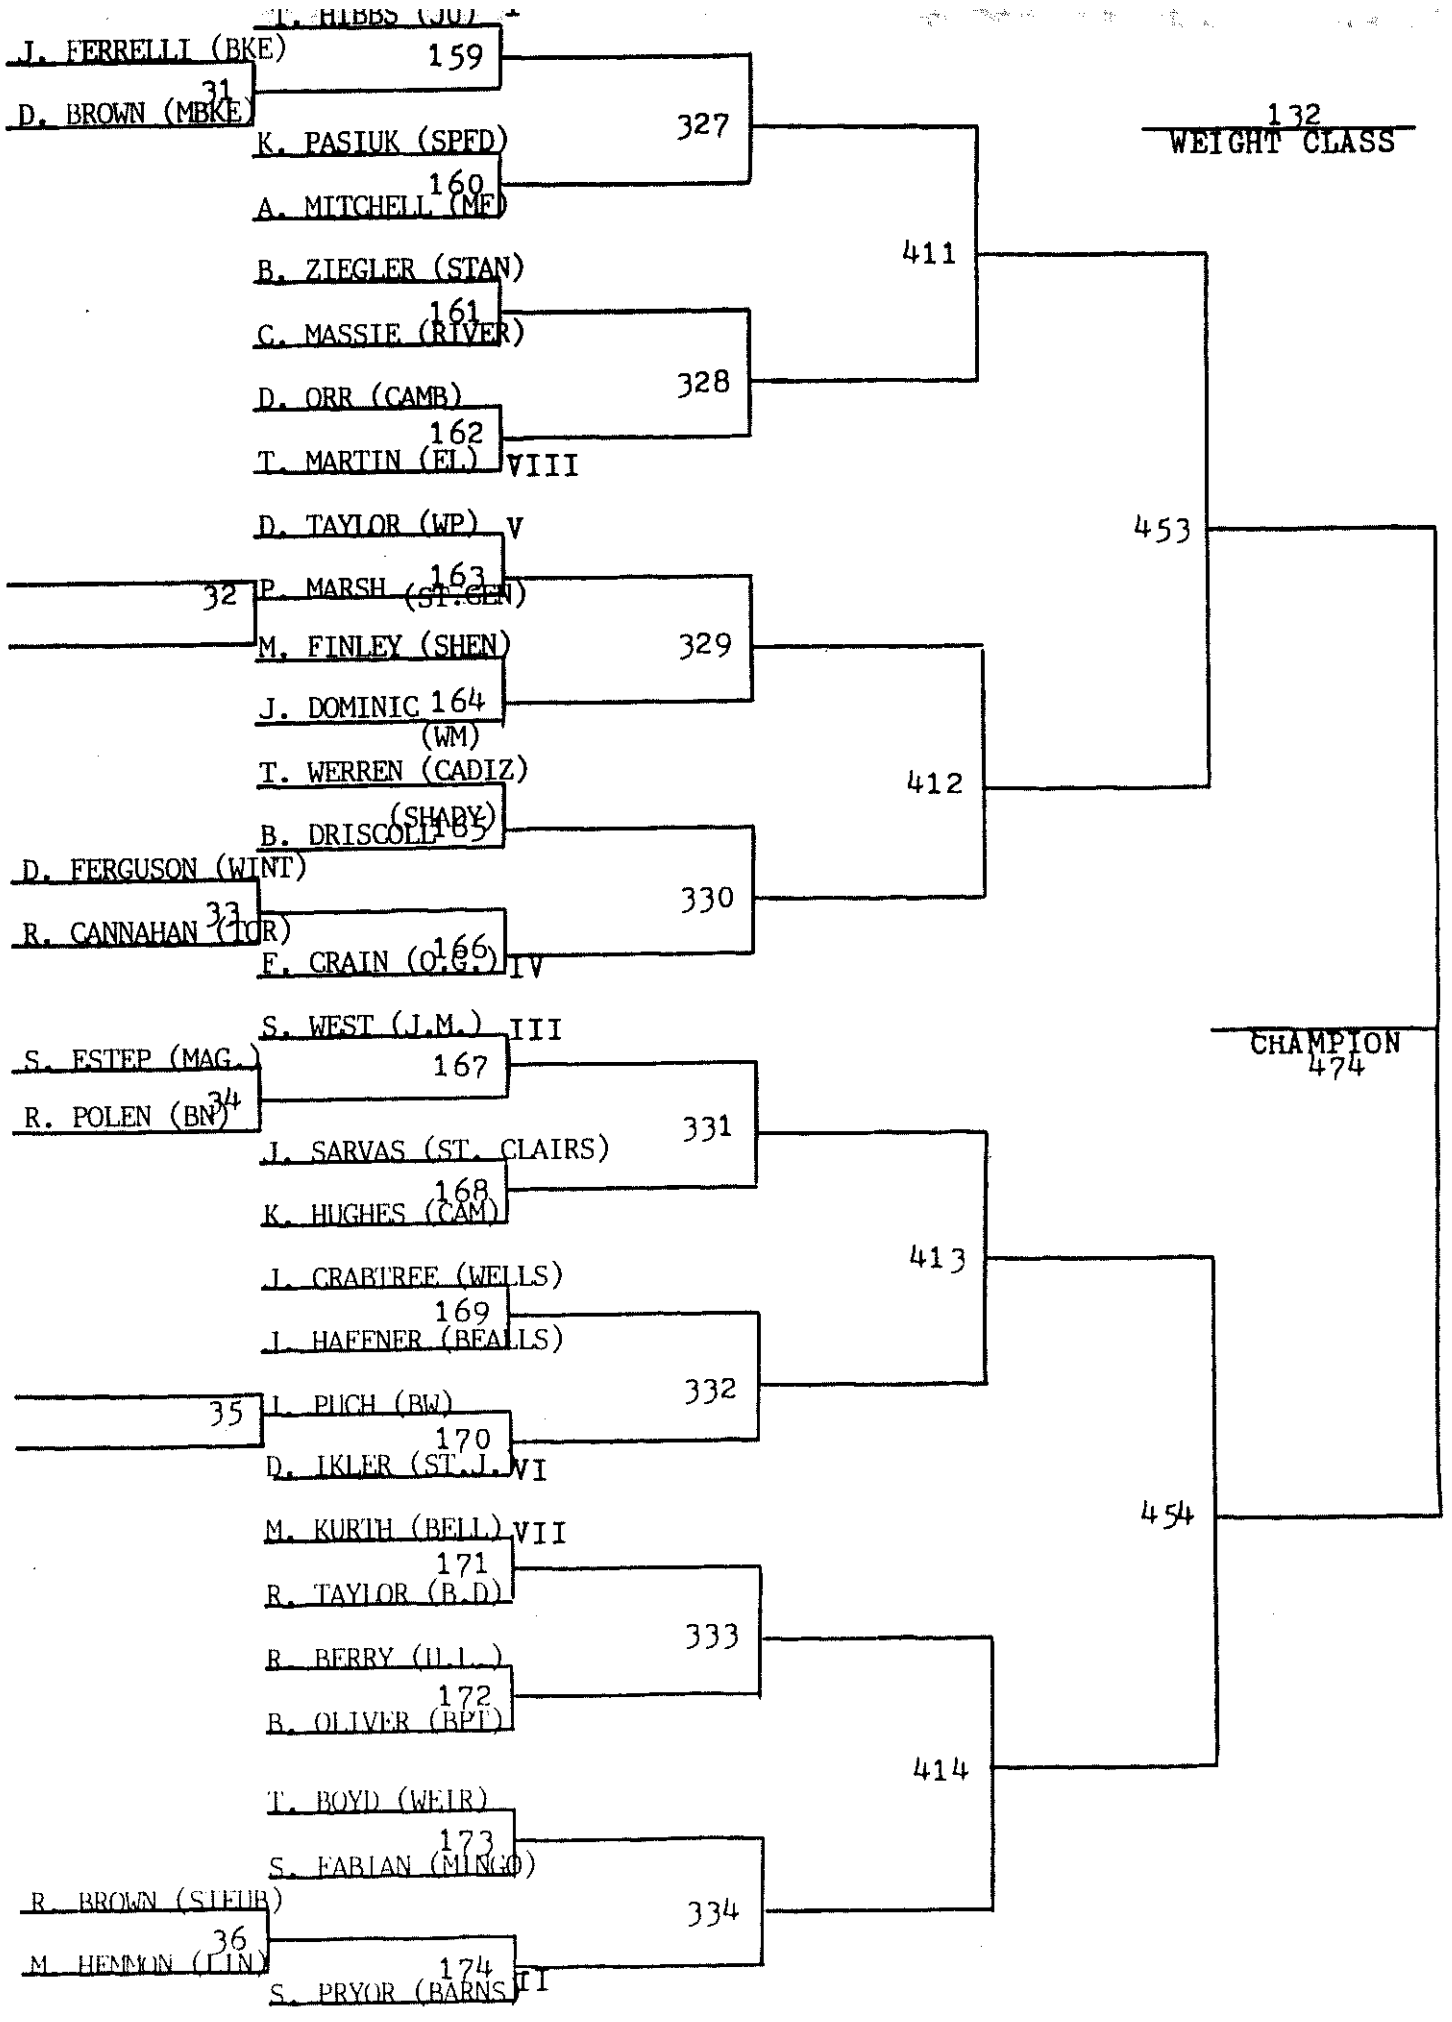 T. HIBBS (JU) I
J. FERRELLI (BKE)
159
31
D. BROWN (MBKE)
327
132
WEIGHT CLASS
K. PASIUK (SPFD)
160
A. MITCHELL (MF)
411
B. ZIEGLER (STAN)
161
C. MASSIE (RIVER)
328
D. ORR (CAMB)
162
T. MARTIN (EL) VIII
D. TAYLOR (WP) V
453
163
32
P. MARSH (ST.GEN)
M. FINLEY (SHEN)
329
164
J. DOMINIC
(WM)
T. WERREN (CADIZ)
412
(SHADY)
B. DRISCOLL 165
D. FERGUSON (WINT)
330
33
R. CANNAHAN (TOR)
166
F. CRAIN (O.G.) IV
S. WEST (J.M.) III
CHAMPION
474
S. ESTEP (MAG.)
167
34
R. POLEN (BN)
331
J. SARVAS (ST. CLAIRS)
168
K. HUGHES (CAM)
413
J. CRABTREE (WELLS)
169
J. HAFFNER (BEALLS)
332
J. PUCH (BW)
35
170
D. IKLER (ST.J. VI
454
M. KURTH (BELL) VII
171
R. TAYLOR (B.D)
333
R. BERRY (U.L.)
172
B. OLIVER (BPT)
414
T. BOYD (WEIR)
173
S. FABIAN (MINGO)
R. BROWN (STEUB)
334
36
M. HEMMON (LIN)
174
S. PRYOR (BARNS II